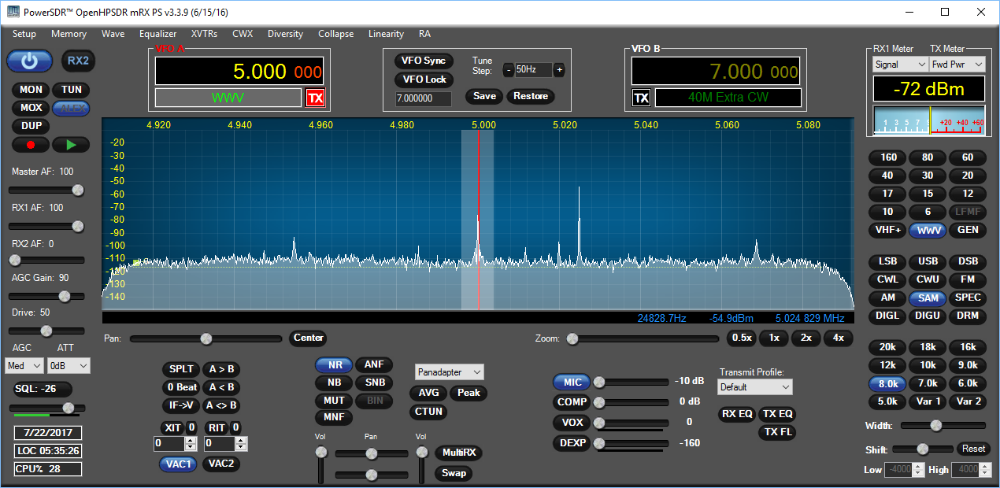 PowerSDR™ OpenHPSDR mRX PS v3.3.9 (6/15/16)
Setup Memory Wave Equalizer XVTRs CWX Diversity Collapse Linearity RA
RX2
MON TUN
MOX ALEX
DUP
Master AF: 100
RX1 AF: 100
RX2 AF: 0
AGC Gain: 90
Drive: 50
AGC ATT
Med 0dB
SQL: -26
7/22/2017
LOC 05:35:26
CPU% 28
VFO A
5.000 000
WWV TX
VFO Sync
VFO Lock
7.000000
Tune
Step: - 50Hz +
Save Restore
VFO B
7.000 000
TX 40M Extra CW
RX1 Meter TX Meter
Signal Fwd Pwr
-72 dBm
1 3 5 7 9 +20 +40 +60
4.920 4.940 4.960 4.980 5.000 5.020 5.040 5.060 5.080
-20
-30
-40
-50
-60
-70
-80
-90
-100
-110
-120
-130
-140
24828.7Hz -54.9dBm 5.024 829 MHz
Pan: Center Zoom: 0.5x 1x 2x 4x
SPLT A > B
0 Beat A < B
IF->V A <> B
XIT 0 RIT 0
0 0
VAC1 VAC2
NR ANF
NB SNB
MUT BIN
MNF
Panadapter
AVG Peak
CTUN
Vol Pan Vol
MultiRX
Swap
MIC -10 dB
COMP 0 dB
VOX 0
DEXP -160
Transmit Profile:
Default
RX EQ TX EQ
TX FL
160 80 60
40 30 20
17 15 12
10 6 LFMF
VHF+ WWV GEN
LSB USB DSB
CWL CWU FM
AM SAM SPEC
DIGL DIGU DRM
20k 18k 16k
12k 10k 9.0k
8.0k 7.0k 6.0k
5.0k Var 1 Var 2
Width:
Shift: Reset
Low -4000 High 4000